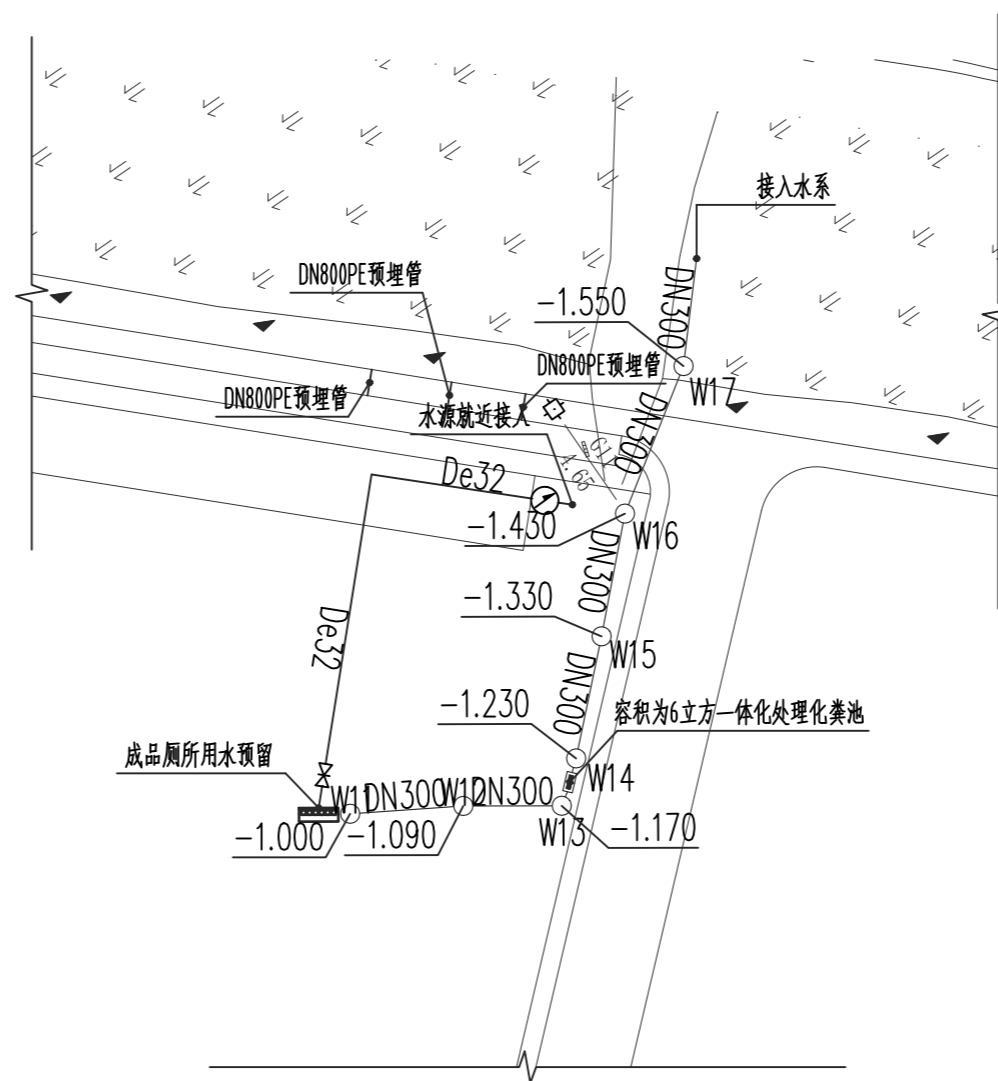 接入水系
DN800PE预埋管
-1.550
DN300
DN800PE预埋管
W17
DN800PE预埋管
水源就近接入
DN300
4.65
De32
-1.430
W16
DN300
-1.330
De32
W15
DN300
-1.230
容积为6立方一体化处理化粪池
成品厕所用水预留
W14
W11
DN300
W12
DN300
-1.000
-1.090
W13
-1.170